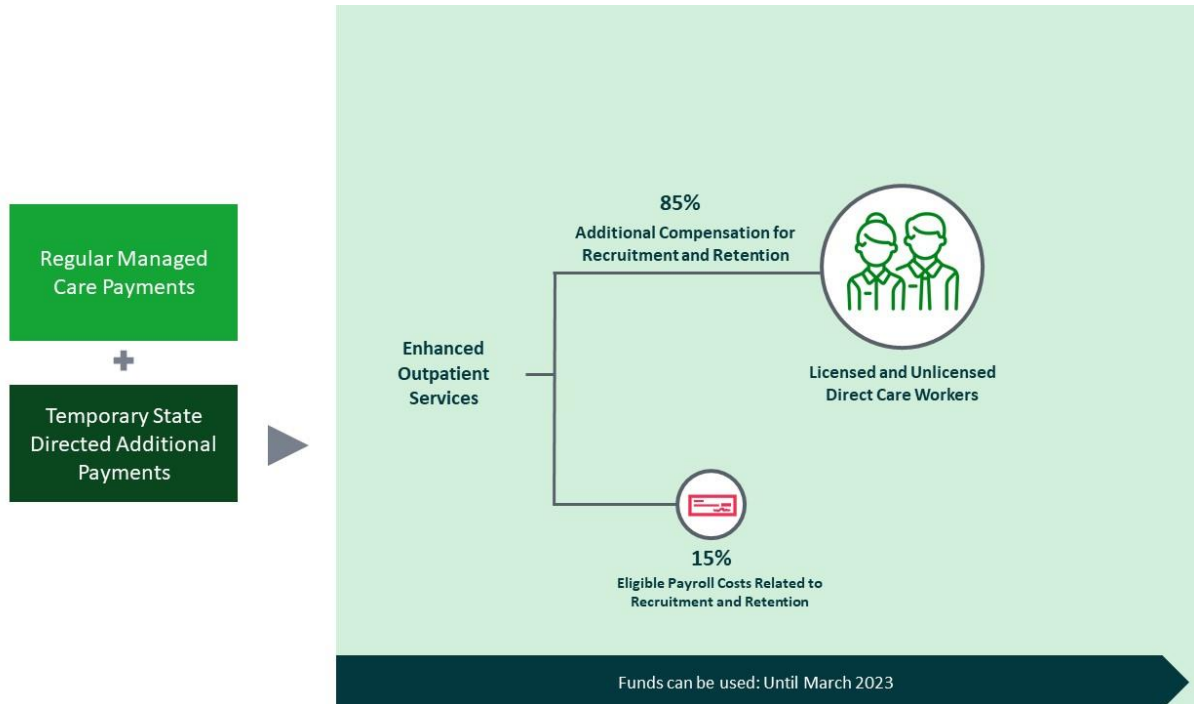 Regular Managed
Care Payments
+
Temporary State
Directed Additional
Payments
Enhanced
Outpatient
Services
85%
Additional Compensation for
Recruitment and Retention
Licensed and Unlicensed
Direct Care Workers
15%
Eligible Payroll Costs Related to
Recruitment and Retention
Funds can be used: Until March 2023